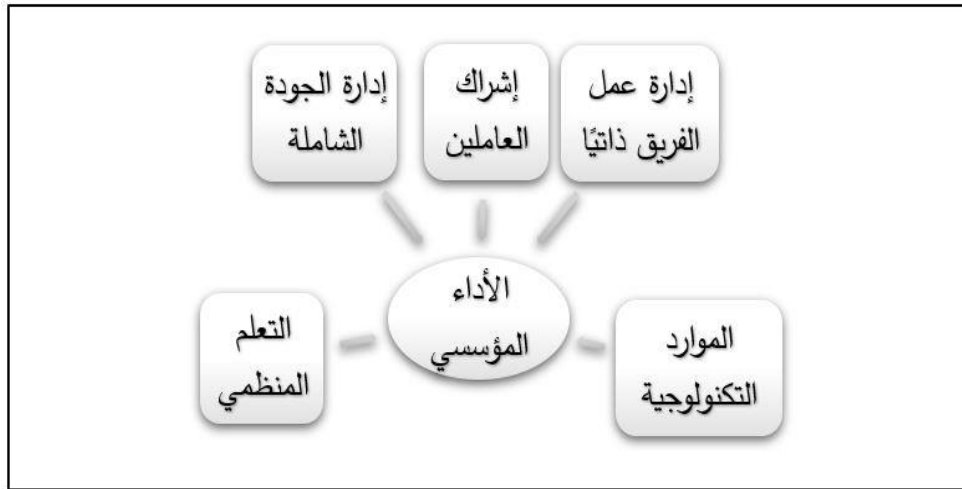 إدارة عمل
الفريق ذاتيًا
إشراك
العاملين
إدارة الجودة
الشاملة
الأداء
المؤسسي
الموارد
التكنولوجية
التعلم
المنظمي